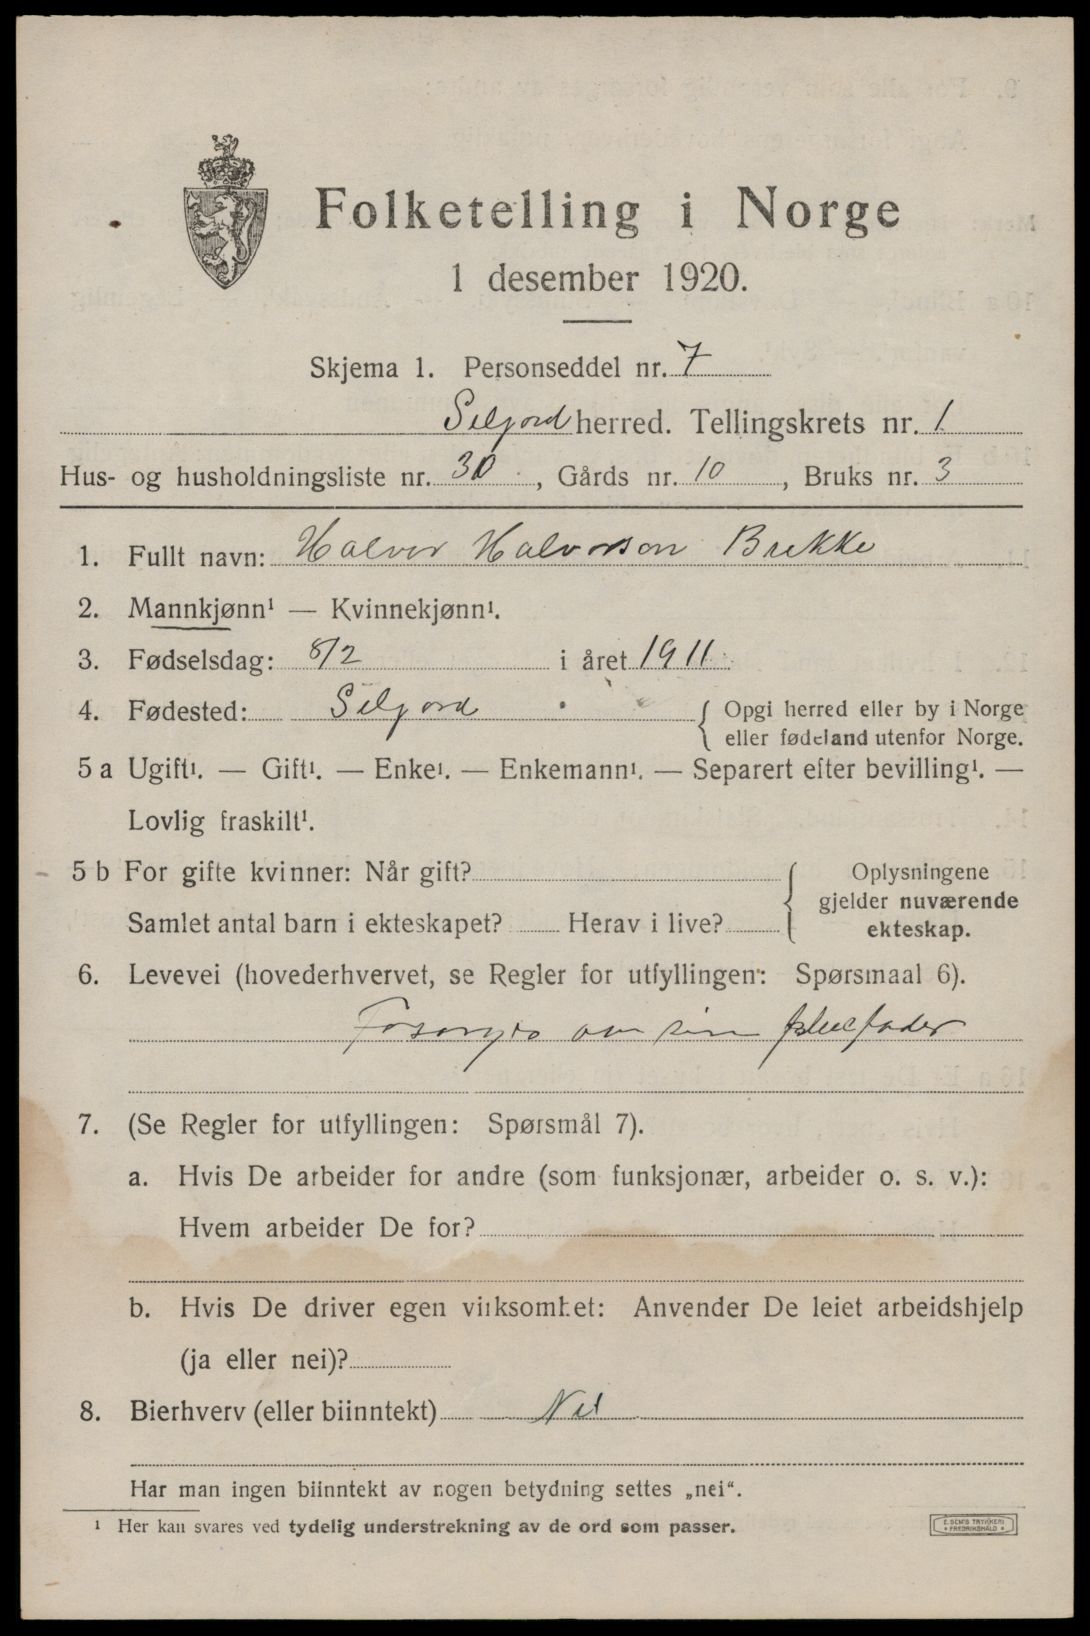 Folketelling i Norge
1 desember 1920.
Skjema 1. Personseddel nr. 7
Seljord herred. Tellingskrets nr. 1
Hus- og husholdningsliste nr. 30, Gårds nr. 10, Bruks nr. 3
1. Fullt navn: Halvor Halvorson Brekke
2. Mannkjønn¹ — Kvinnekjønn¹.
3. Fødselsdag: 8/2 i året 1911.
4. Fødested: Seljord { Opgi herred eller by i Norge
eller fødeland utenfor Norge.
5 a Ugift¹. — Gift¹. — Enke¹. — Enkemann¹. — Separert efter bevilling¹. —
Lovlig fraskilt¹.
5 b For gifte kvinner: Når gift?
Samlet antal barn i ekteskapet? Herav i live?
{ Oplysningene
gjelder nuværende
ekteskap.
6. Levevei (hovederhvervet, se Regler for utfyllingen: Spørsmaal 6).
Forsørges av sin pleiefader
7. (Se Regler for utfyllingen: Spørsmål 7).
a. Hvis De arbeider for andre (som funksjonær, arbeider o. s. v.):
Hvem arbeider De for?
b. Hvis De driver egen virksomhet: Anvender De leiet arbeidshjelp
(ja eller nei)?
8. Bierhverv (eller biinntekt) Nei
Har man ingen biinntekt av nogen betydning settes „nei“.
¹ Her kan svares ved tydelig understrekning av de ord som passer.
E. SEMS TRYKKERI
FREDRIKSHALD